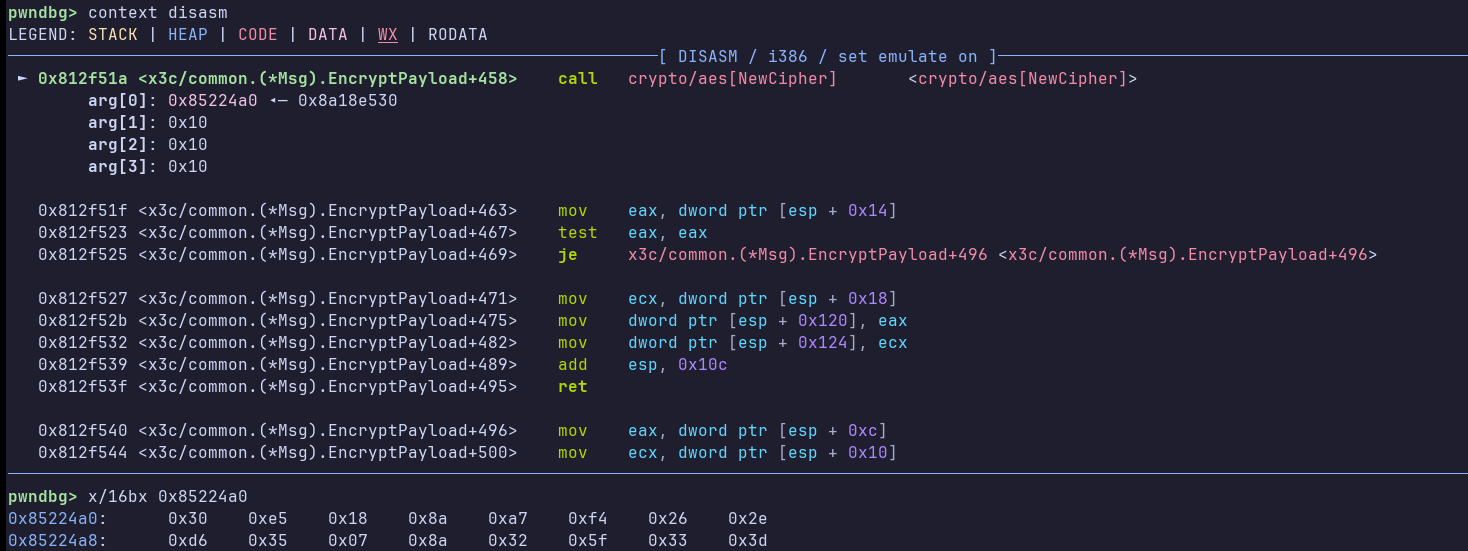 pwndbg> context disasm
LEGEND: STACK | HEAP | CODE | DATA | WX | RODATA
[ DISASM / i386 / set emulate on ]
► 0x812f51a <x3c/common.(*Msg).EncryptPayload+458> call crypto/aes[NewCipher] <crypto/aes[NewCipher]>
arg[0]: 0x85224a0 ◂— 0x8a18e530
arg[1]: 0x10
arg[2]: 0x10
arg[3]: 0x10
0x812f51f <x3c/common.(*Msg).EncryptPayload+463> mov eax, dword ptr [esp + 0x14]
0x812f523 <x3c/common.(*Msg).EncryptPayload+467> test eax, eax
0x812f525 <x3c/common.(*Msg).EncryptPayload+469> je x3c/common.(*Msg).EncryptPayload+496 <x3c/common.(*Msg).EncryptPayload+496>
0x812f527 <x3c/common.(*Msg).EncryptPayload+471> mov ecx, dword ptr [esp + 0x18]
0x812f52b <x3c/common.(*Msg).EncryptPayload+475> mov dword ptr [esp + 0x120], eax
0x812f532 <x3c/common.(*Msg).EncryptPayload+482> mov dword ptr [esp + 0x124], ecx
0x812f539 <x3c/common.(*Msg).EncryptPayload+489> add esp, 0x10c
0x812f53f <x3c/common.(*Msg).EncryptPayload+495> ret
0x812f540 <x3c/common.(*Msg).EncryptPayload+496> mov eax, dword ptr [esp + 0xc]
0x812f544 <x3c/common.(*Msg).EncryptPayload+500> mov ecx, dword ptr [esp + 0x10]
pwndbg> x/16bx 0x85224a0
0x85224a0: 0x30 0xe5 0x18 0x8a 0xa7 0xf4 0x26 0x2e
0x85224a8: 0xd6 0x35 0x07 0x8a 0x32 0x5f 0x33 0x3d